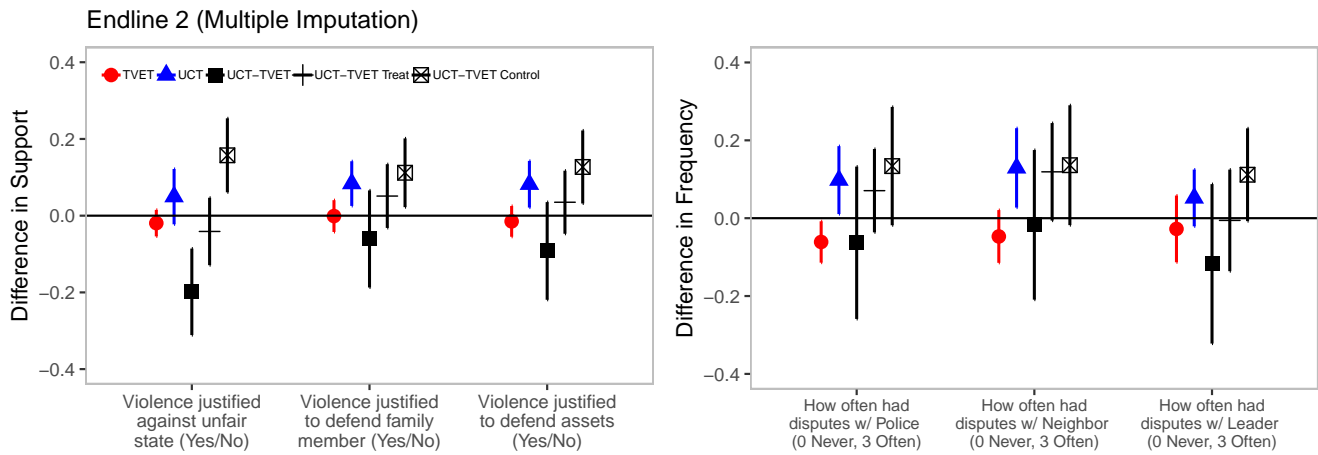 Endline 2 (Multiple Imputation)
Difference in Support
0.4
0.2
0.0
−0.2
−0.4
TVET UCT UCT−TVET UCT−TVET Treat UCT−TVET Control
Violence justified
against unfair
state (Yes/No)
Violence justified
to defend family
member (Yes/No)
Violence justified
to defend assets
(Yes/No)
Difference in Frequency
0.4
0.2
0.0
−0.2
−0.4
How often had
disputes w/ Police
(0 Never, 3 Often)
How often had
disputes w/ Neighbor
(0 Never, 3 Often)
How often had
disputes w/ Leader
(0 Never, 3 Often)